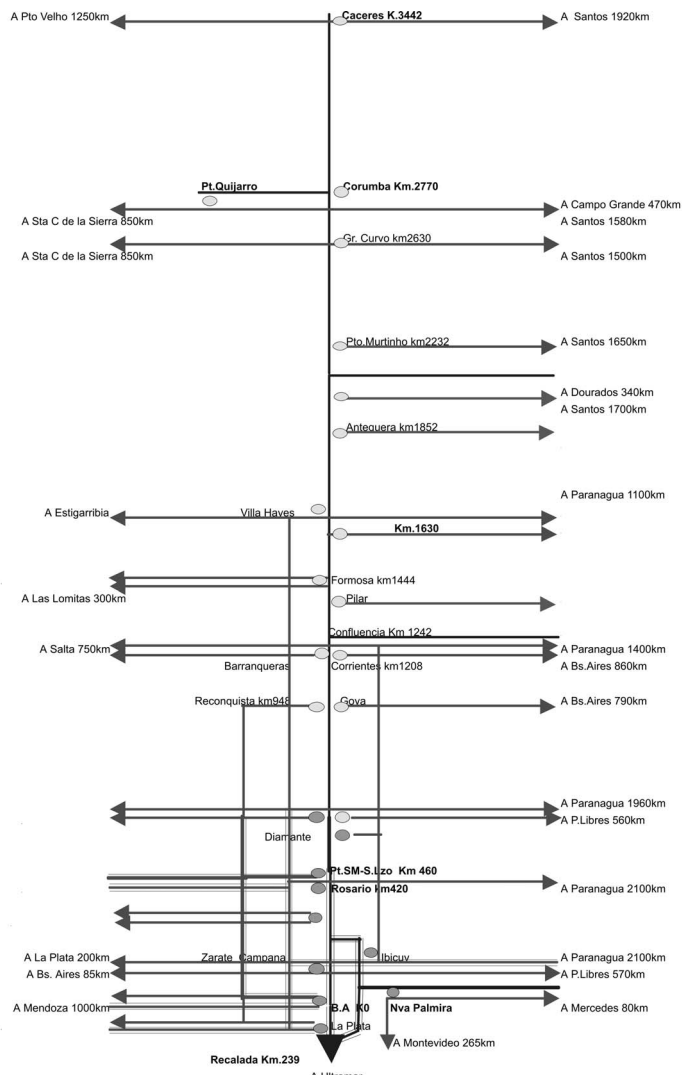 A Pto Velho 1250km
Caceres K.3442
A Santos 1920km
Pt.Quijarro
Corumba Km.2770
A Campo Grande 470km
A Sta C de la Sierra 850km
A Santos 1580km
Gr. Curvo km2630
A Sta C de la Sierra 850km
A Santos 1500km
Pto.Murtinho km2232
A Santos 1650km
A Dourados 340km
A Santos 1700km
Antequera km1852
A Paranagua 1100km
A Estigarribia
Villa Hayes
Km.1630
Formosa km1444
A Las Lomitas 300km
Pilar
Confluencia Km 1242
A Salta 750km
A Paranagua 1400km
Barranqueras
Corrientes km1208
A Bs.Aires 860km
Reconquista km948
Goya
A Bs.Aires 790km
A Paranagua 1960km
A P.Libres 560km
Diamante
Pt.SM-S.Lzo Km 460
Rosario km420
A Paranagua 2100km
A La Plata 200km
Zarate Campana
Ibicuy
A Paranagua 2100km
A Bs. Aires 85km
A P.Libres 570km
A Mendoza 1000km
B.A K0
Nva Palmira
A Mercedes 80km
La Plata
A Montevideo 265km
Recalada Km.239
A Ultramar